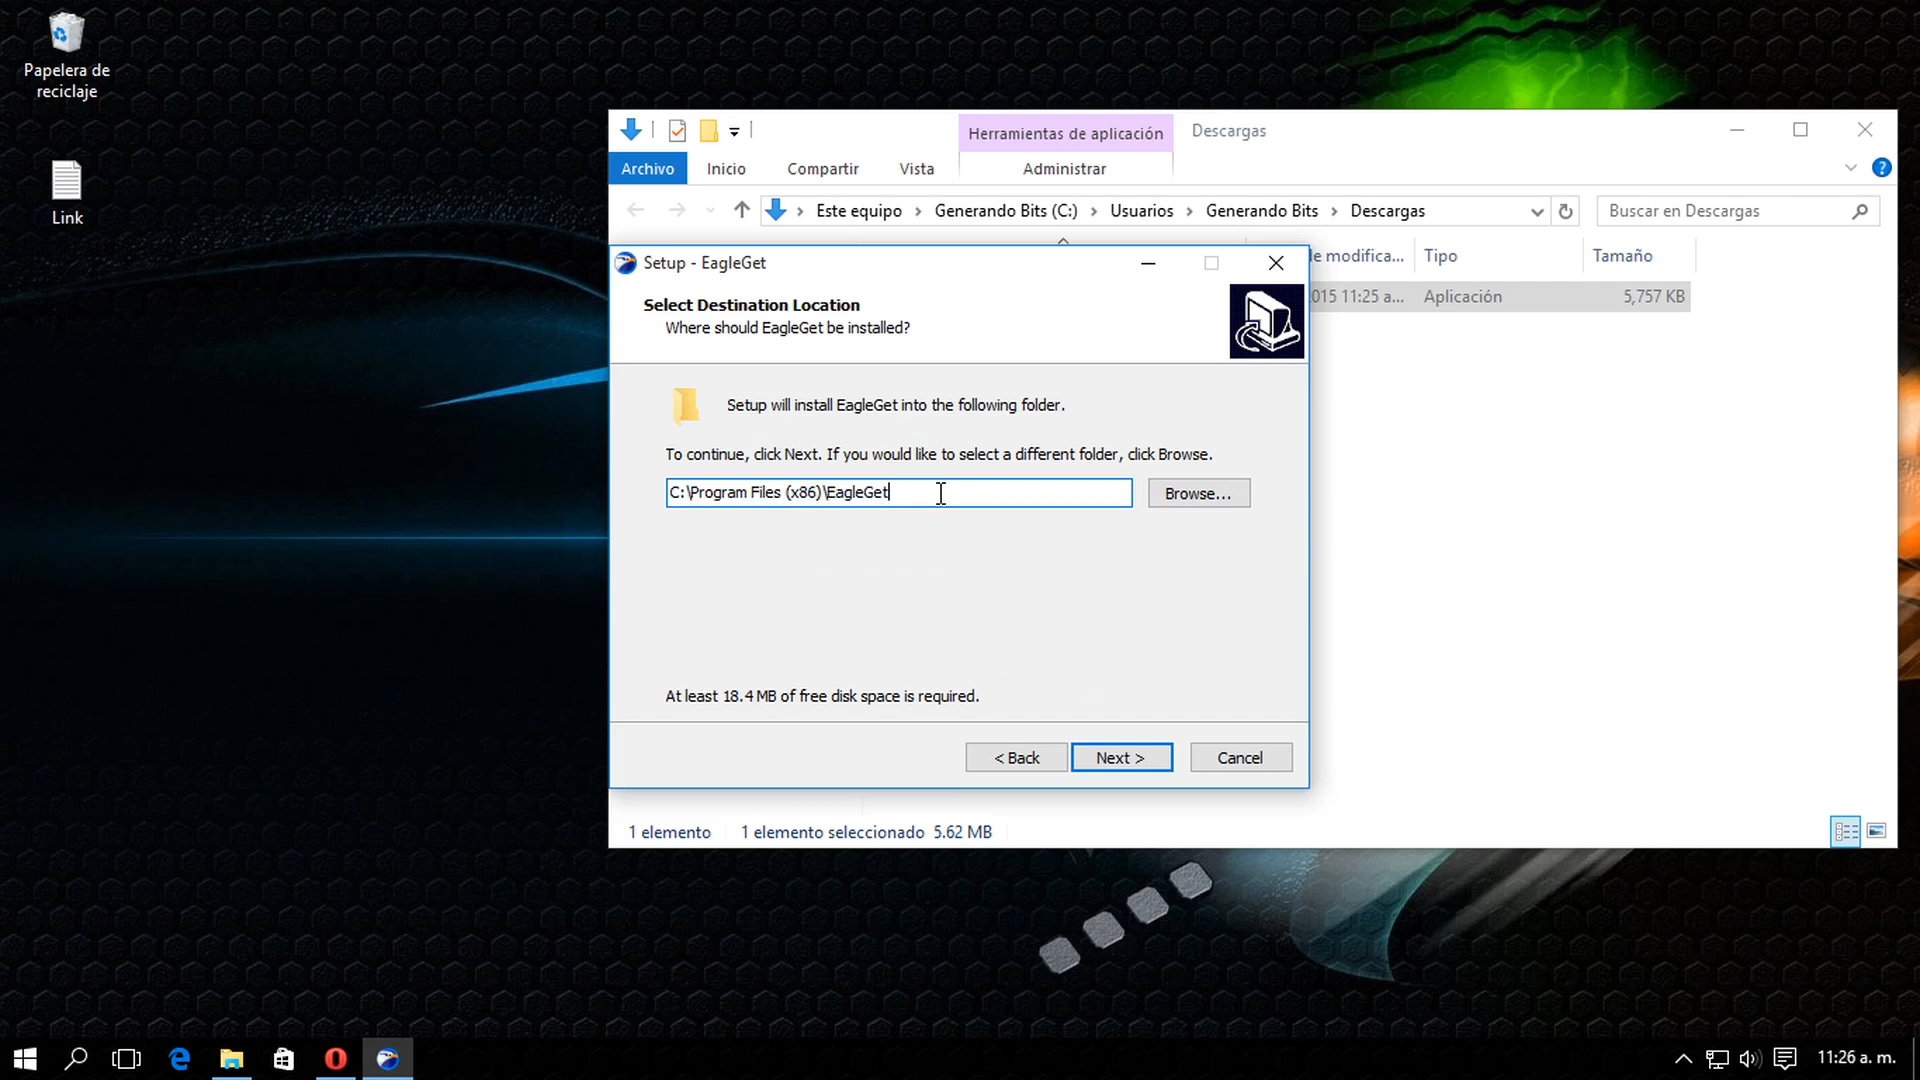 Papelera de
reciclaje
Link
Herramientas de aplicación
Descargas
Archivo
Inicio
Compartir
Vista
Administrar
Este equipo
Generando Bits (C:)
Usuarios
Generando Bits
Descargas
Buscar en Descargas
Setup - EagleGet
de modifica...
Tipo
Tamaño
Select Destination Location
Where should EagleGet be installed?
2015 11:25 a...
Aplicación
5,757 KB
Setup will install EagleGet into the following folder.
To continue, click Next. If you would like to select a different folder, click Browse.
C:\Program Files (x86)\EagleGet
Browse...
At least 18.4 MB of free disk space is required.
< Back
Next >
Cancel
1 elemento
1 elemento seleccionado 5.62 MB
11:26 a. m.